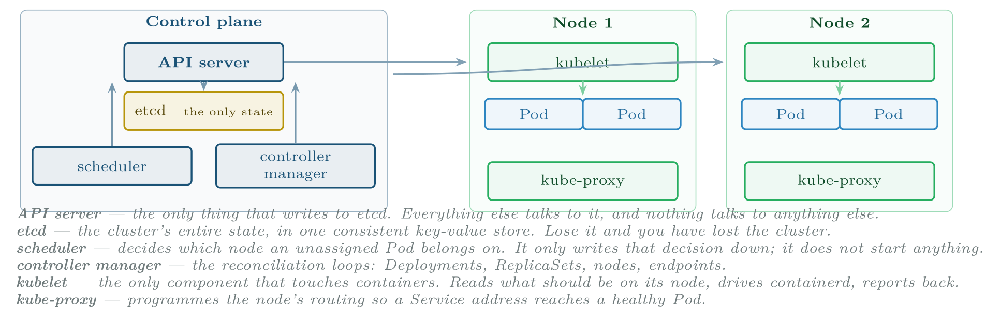 Control plane
API server
etcd the only state
scheduler
controller
manager
Node 1
kubelet
Pod Pod
kube-proxy
Node 2
kubelet
Pod Pod
kube-proxy
API server — the only thing that writes to etcd. Everything else talks to it, and nothing talks to anything else.
etcd — the cluster's entire state, in one consistent key-value store. Lose it and you have lost the cluster.
scheduler — decides which node an unassigned Pod belongs on. It only writes that decision down; it does not start anything.
controller manager — the reconciliation loops: Deployments, ReplicaSets, nodes, endpoints.
kubelet — the only component that touches containers. Reads what should be on its node, drives containerd, reports back.
kube-proxy — programmes the node's routing so a Service address reaches a healthy Pod.